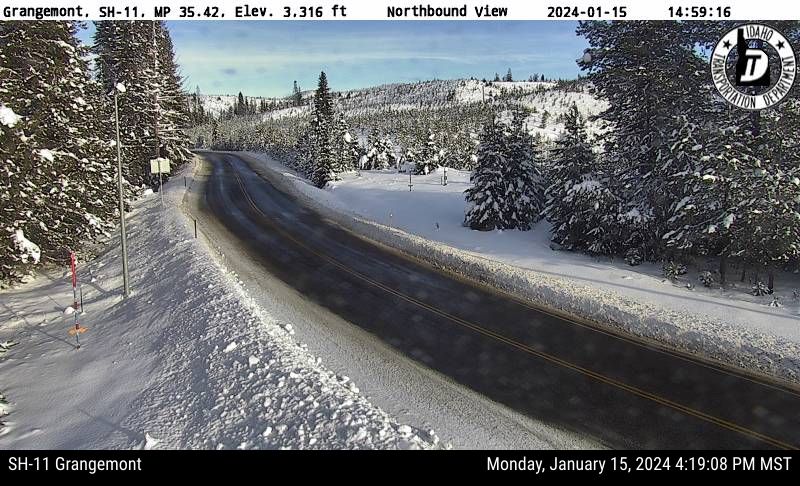 Grangemont, SH-11, MP 35.42, Elev. 3,316 ft Northbound View 2024-01-15 14:59:16
IDAHO
TRANSPORTATION DEPARTMENT
SH-11 Grangemont Monday, January 15, 2024 4:19:08 PM MST